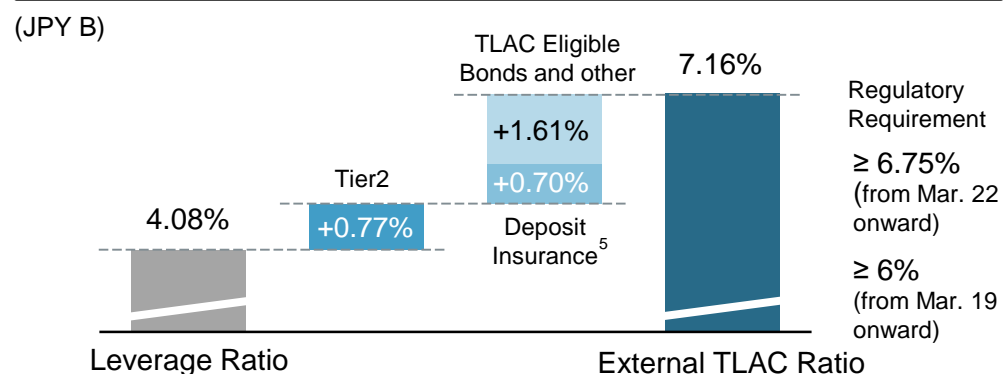 (JPY B)
TLAC Eligible
Bonds and other
7.16%
+1.61%
+0.70%
Tier2
+0.77%
4.08%
Deposit
Insurance5
Regulatory
Requirement
≥ 6.75%
(from Mar. 22
onward)
≥ 6%
(from Mar. 19
onward)
Leverage Ratio
External TLAC Ratio